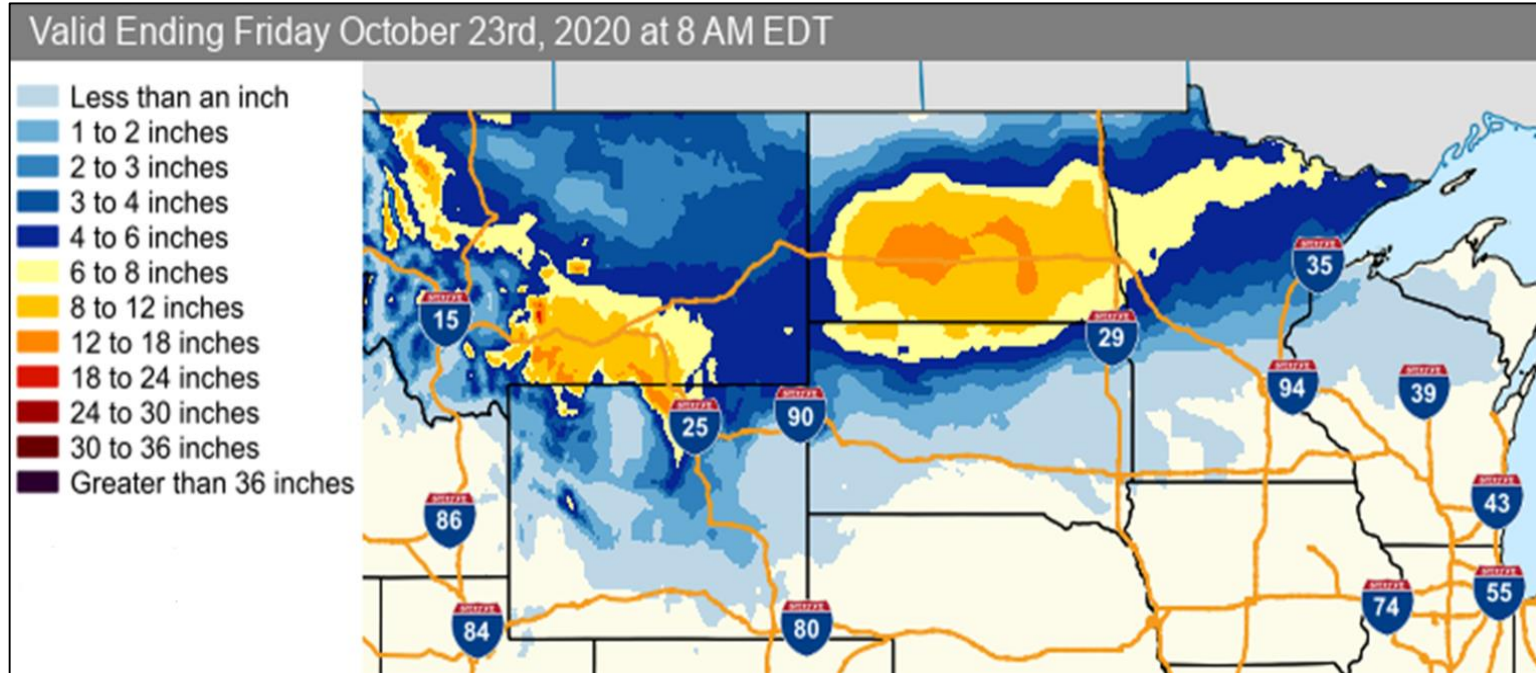 Valid Ending Friday October 23rd, 2020 at 8 AM EDT
Less than an inch
1 to 2 inches
2 to 3 inches
3 to 4 inches
4 to 6 inches
6 to 8 inches
8 to 12 inches
12 to 18 inches
18 to 24 inches
24 to 30 inches
30 to 36 inches
Greater than 36 inches
35
15
29
94
39
90
25
43
86
55
74
84
80